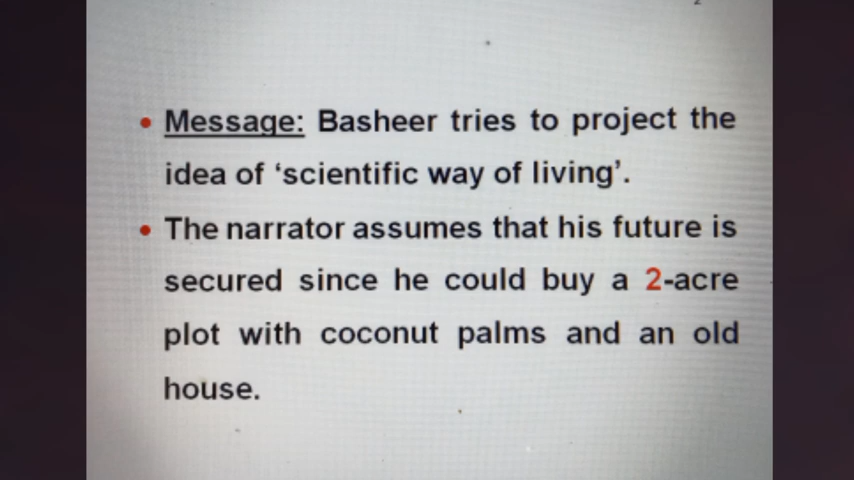 • Message: Basheer tries to project the
idea of ‘scientific way of living’.
• The narrator assumes that his future is
secured since he could buy a 2-acre
plot with coconut palms and an old
house.